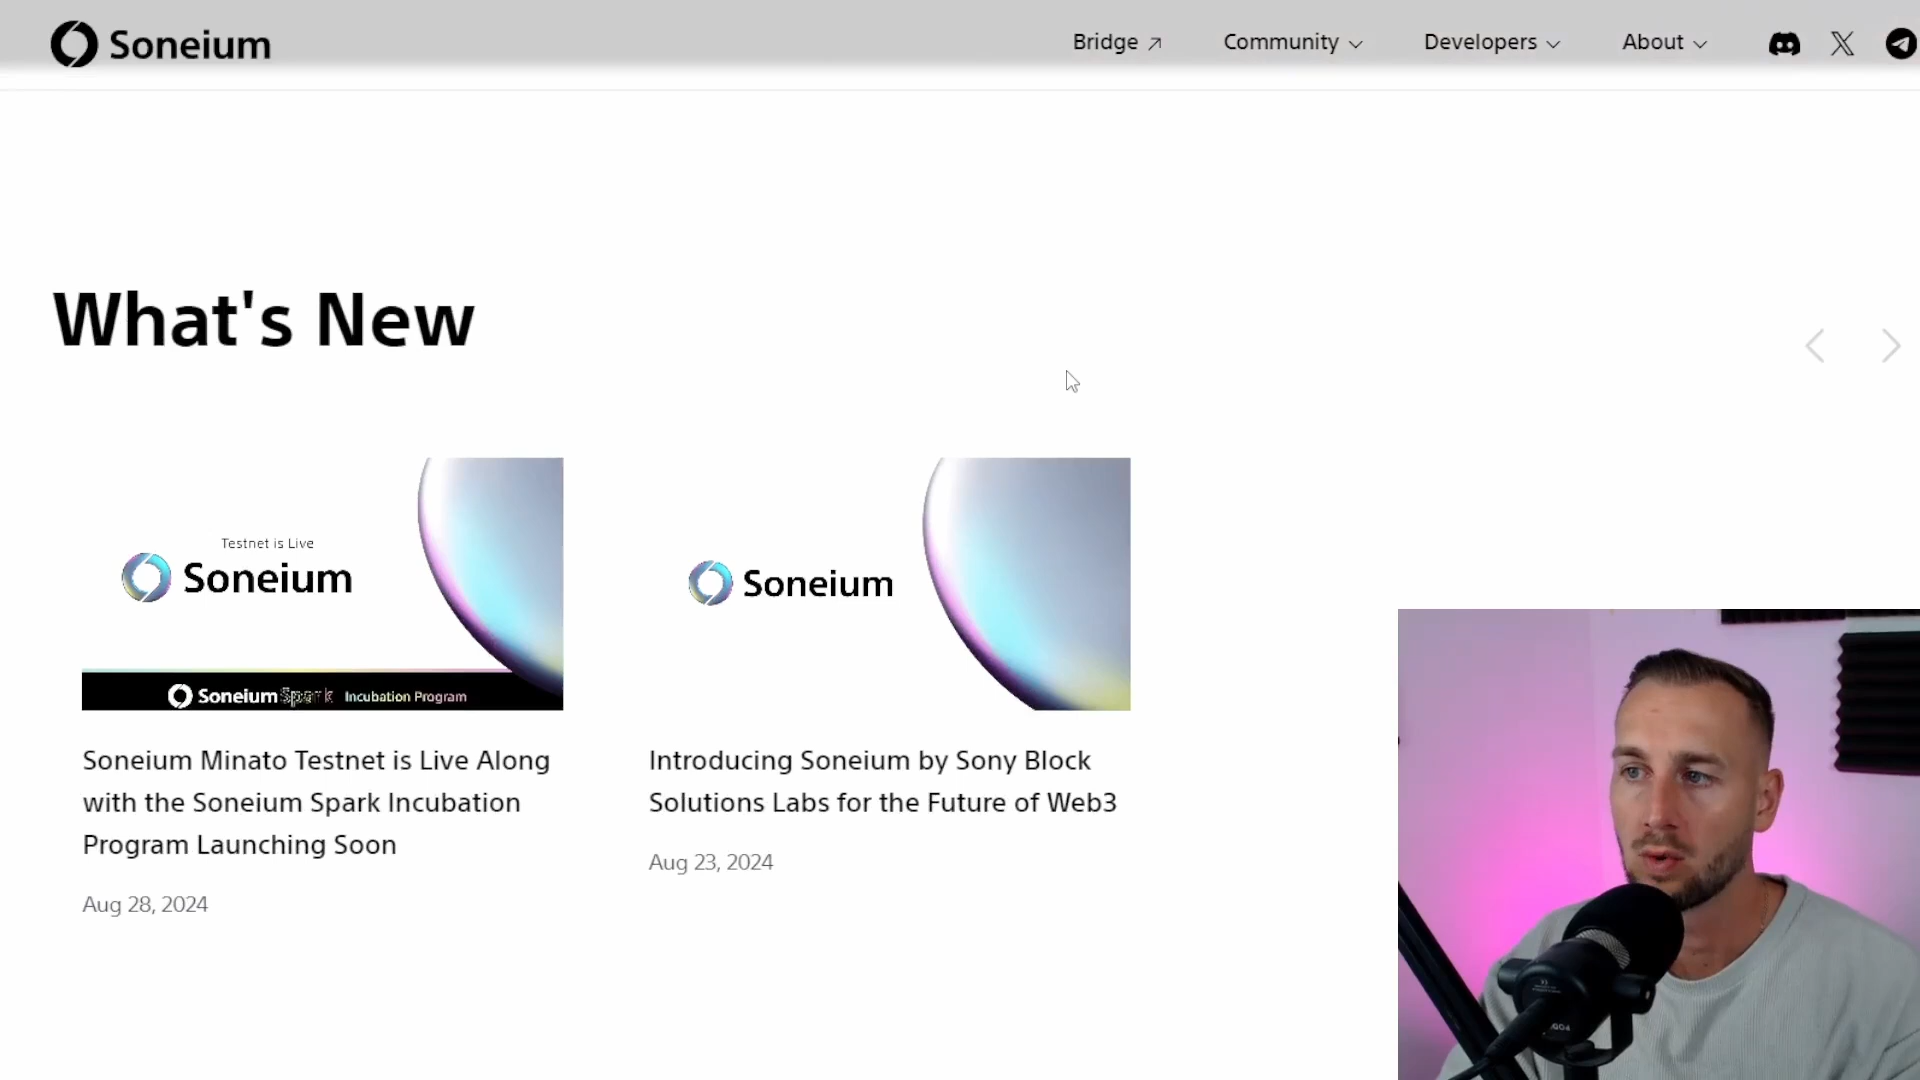 Soneium
Bridge
Community
Developers
About
What's New
Testnet is Live
Soneium
Soneium Spark Incubation Program
Soneium
Soneium Minato Testnet is Live Along
with the Soneium Spark Incubation
Program Launching Soon
Aug 28, 2024
Introducing Soneium by Sony Block
Solutions Labs for the Future of Web3
Aug 23, 2024